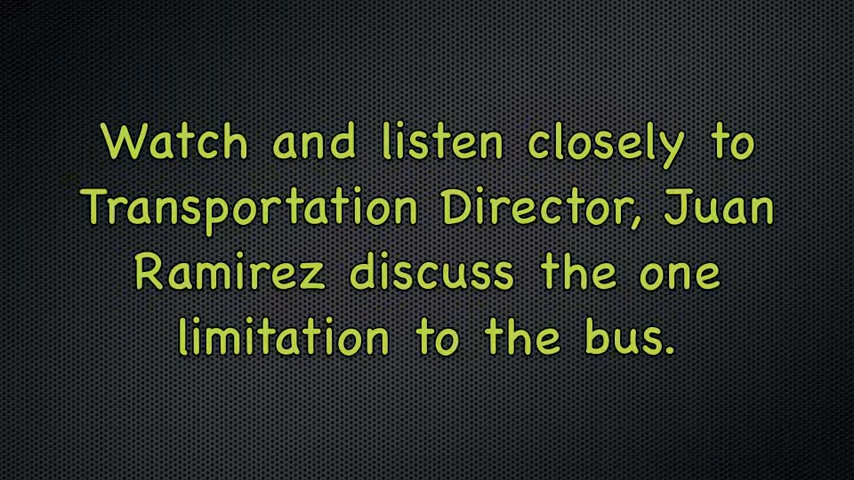 Watch and listen closely to
Transportation Director, Juan
Ramirez discuss the one
limitation to the bus.